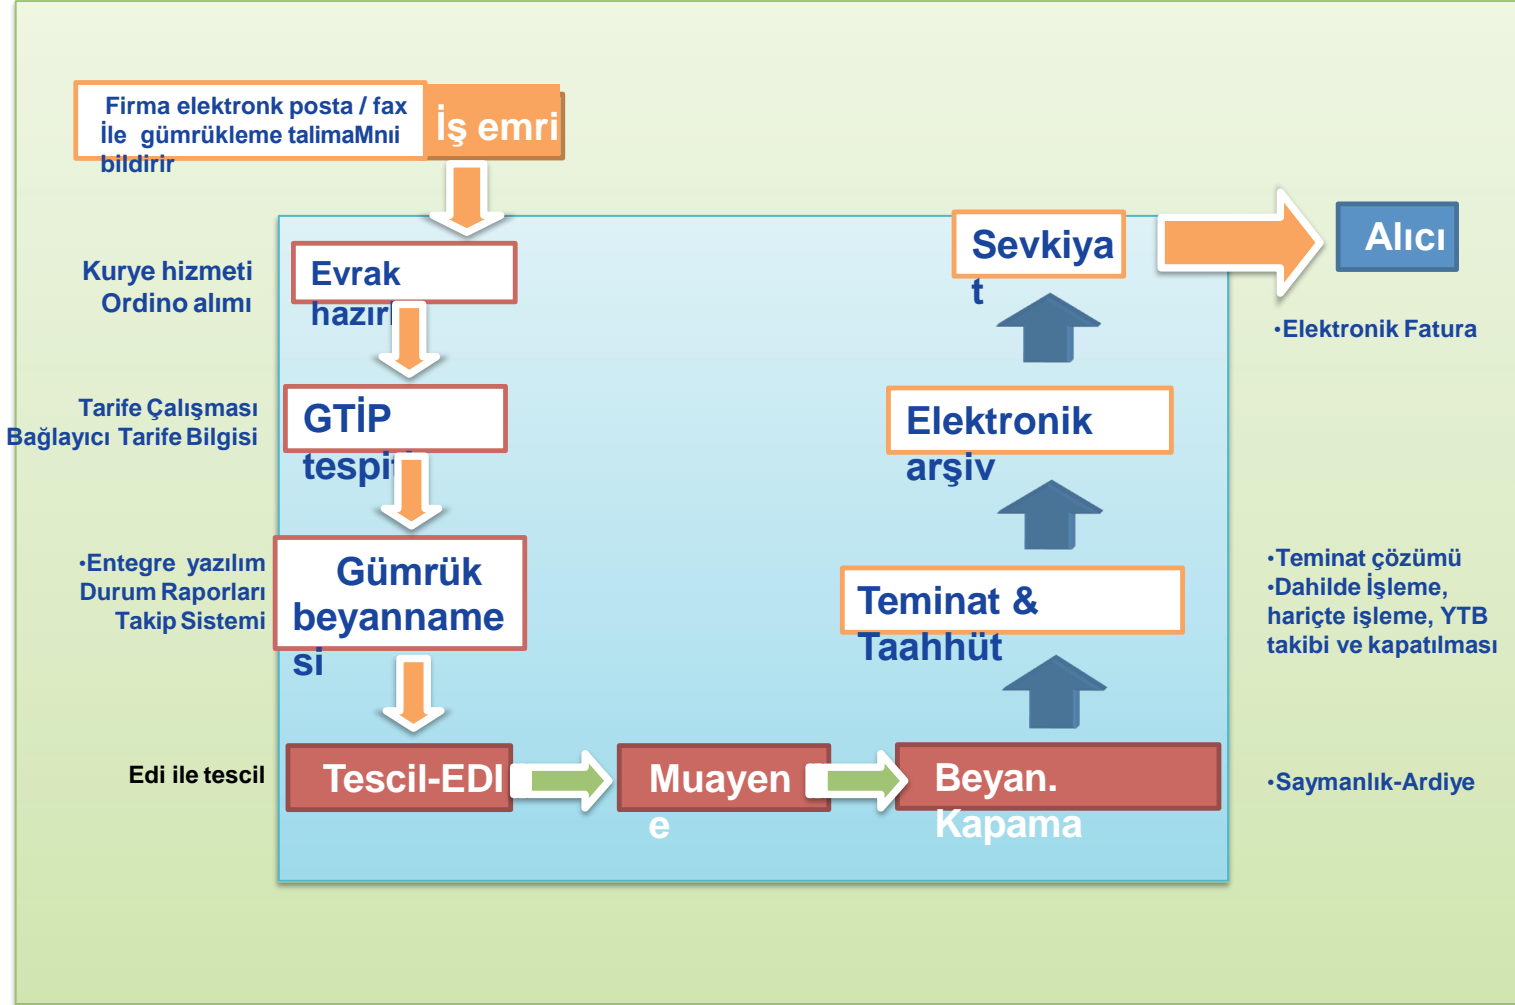 Firma elektronk posta / fax
İle gümrükleme talimaMnıi
bildirir
İş emri
Kurye hizmeti
Ordino alımı
Evrak
Tarife Çalışması
Bağlayıcı Tarife Bilgisi
GTİP
•Entegre yazılım
Durum Raporları
Takip Sistemi
Gümrük
beyanname
si
Edi ile tescil
Tescil-EDI
Muayen
e
Beyan.
Kapama
•Saymanlık-Ardiye
Teminat &
Taahhüt
•Teminat çözümü
•Dahilde İşleme,
hariçte işleme, YTB
takibi ve kapatılması
Elektronik
arşiv
Sevkiya
t
Alıcı
•Elektronik Fatura